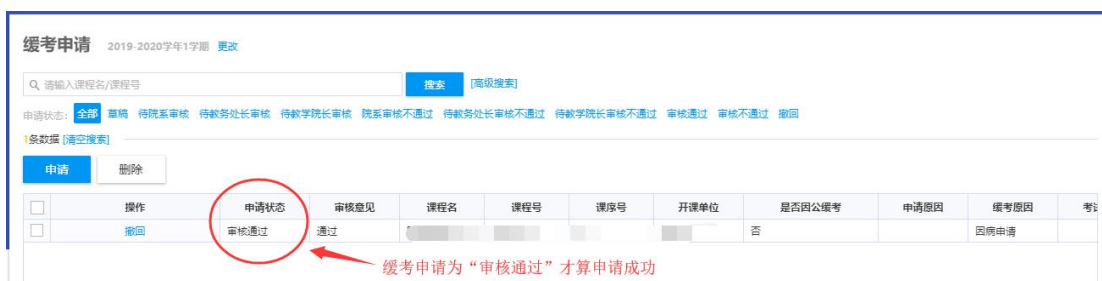 缓考申请 2019-2020学年1学期 更改
请输入课程名/课程号 搜索 [高级搜索]
申请状态: 全部 草稿 待院系审核 待教务处长审核 待教学院长审核 院系审核不通过 待教务处长审核不通过 待教学院长审核不通过 审核通过 审核不通过 撤回
1条数据 [清空搜索]
申请 删除
操作 申请状态 审核意见 课程名 课程号 课序号 开课单位 是否因公缓考 申请原因 缓考原因 考试
撤回 审核通过 通过 否 因病申请
缓考申请为“审核通过”才算申请成功